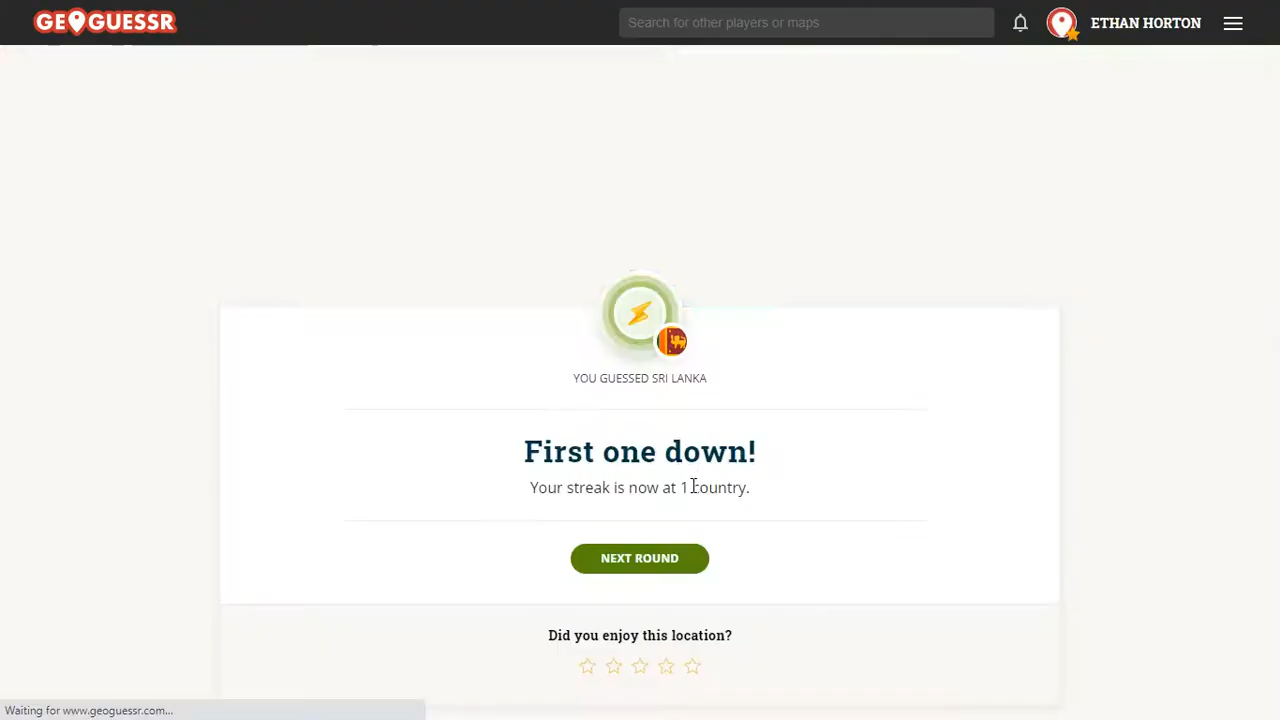 GEOGUESSR
Search for other players or maps
ETHAN HORTON
YOU GUESSED SRI LANKA
First one down!
Your streak is now at 1 country.
NEXT ROUND
Did you enjoy this location?
Waiting for www.geoguessr.com...